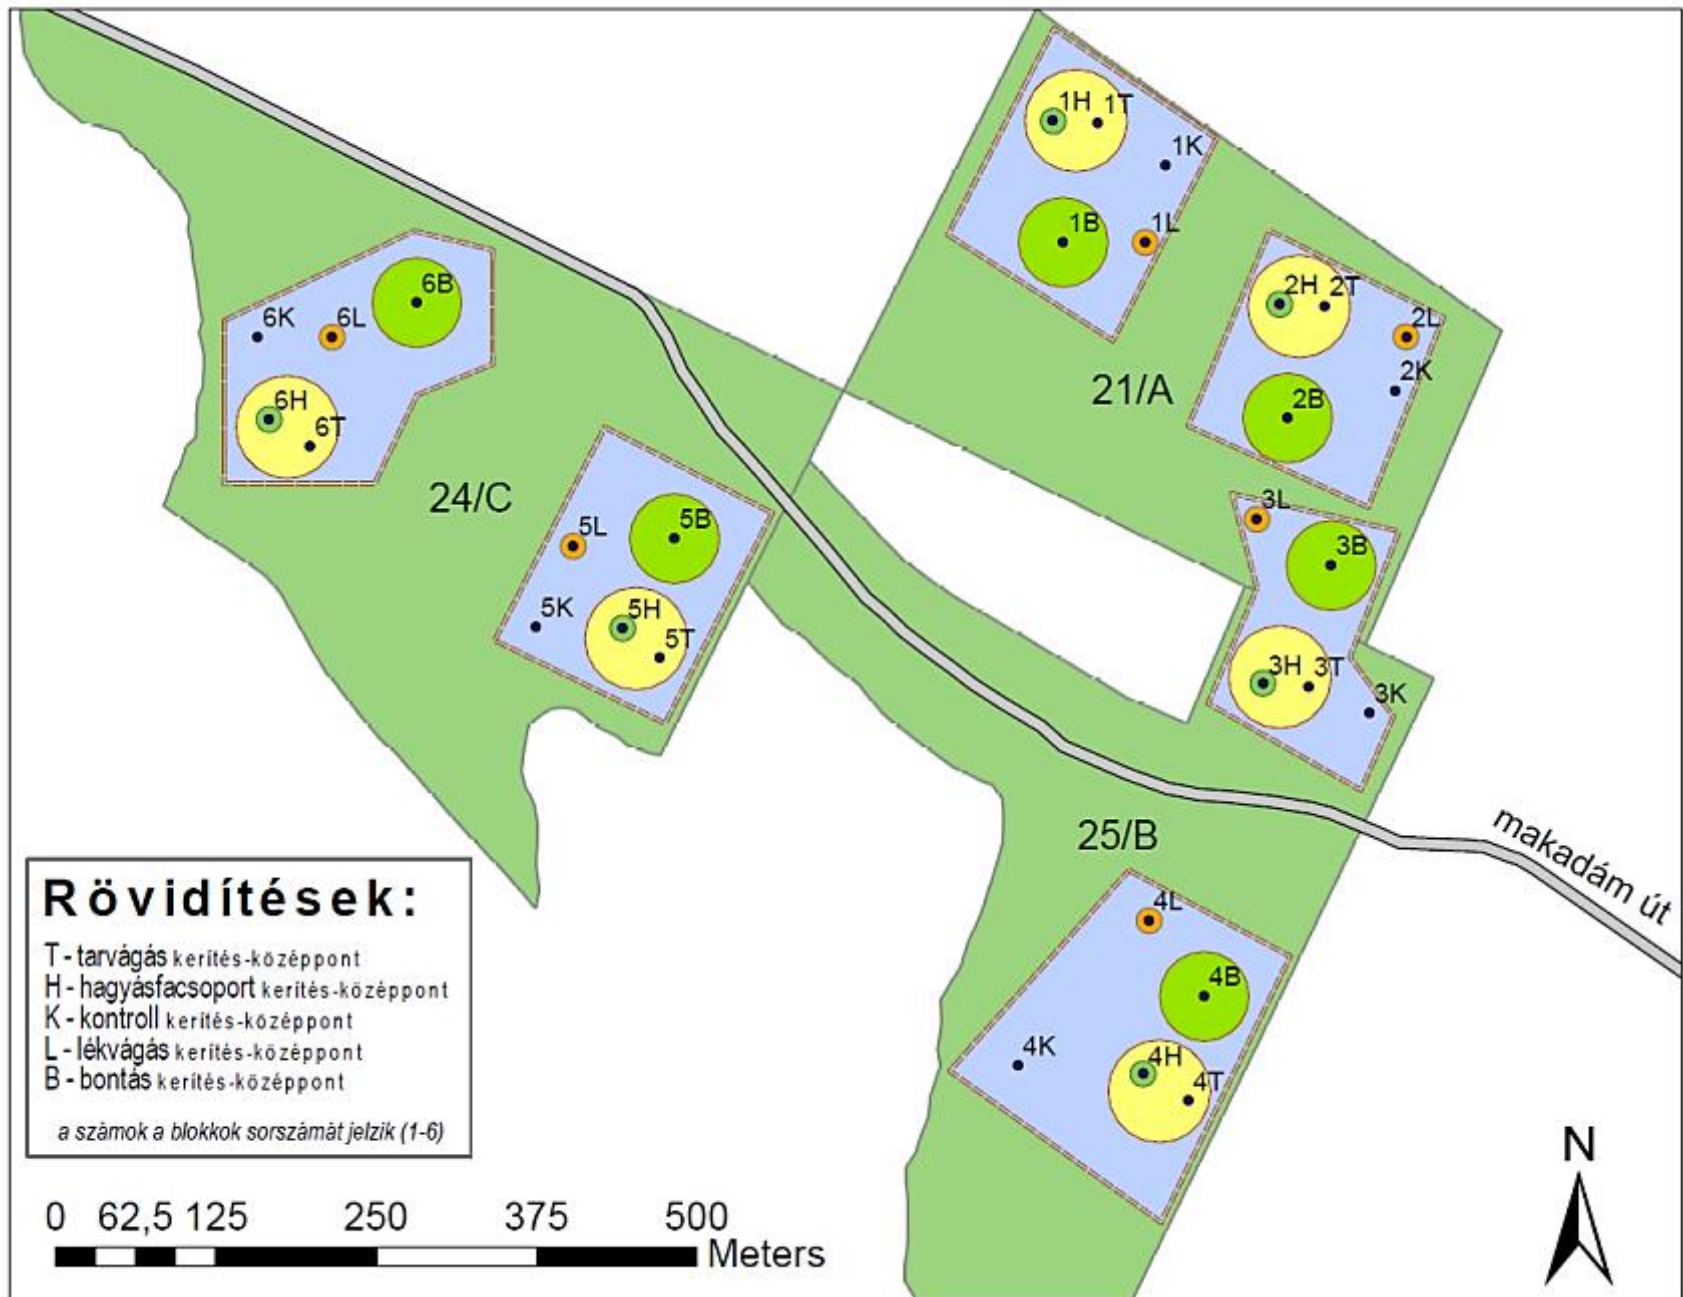 1H 1T
1K
1B 1L
2H 2T
2L
2K
2B
21/A
6B
6K 6L
6H
6T
24/C
5L 5B
5K 5H
5T
3L
3B
3H 3T
3K
25/B
makadám út
4L
4B
4K 4H
4T
Rövidítések:
T - tarvágás kerítés-középpont
H - hagyásfacsoport kerítés-középpont
K - kontroll kerítés-középpont
L - lékvágás kerítés-középpont
B - bontás kerítés-középpont
a számok a blokkok sorszámát jelzik (1-6)
0 62,5 125 250 375 500
Meters
N